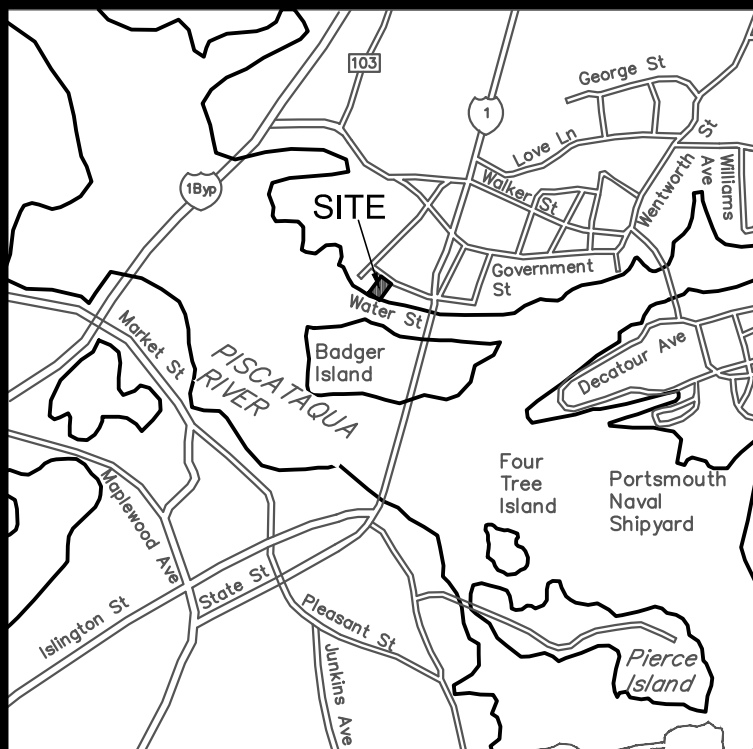 103
George St
1
Love Ln
St
Wentworth
Williams
Ave
Walker St
1Byp
SITE
Government
St
Water St
Market St
PISCATAQUA
RIVER
Badger
Island
Decatour Ave
Four
Tree
Island
Portsmouth
Naval
Shipyard
Maplewood Ave
State St
Islington St
Pleasant St
Junkins Ave
Pierce
Island